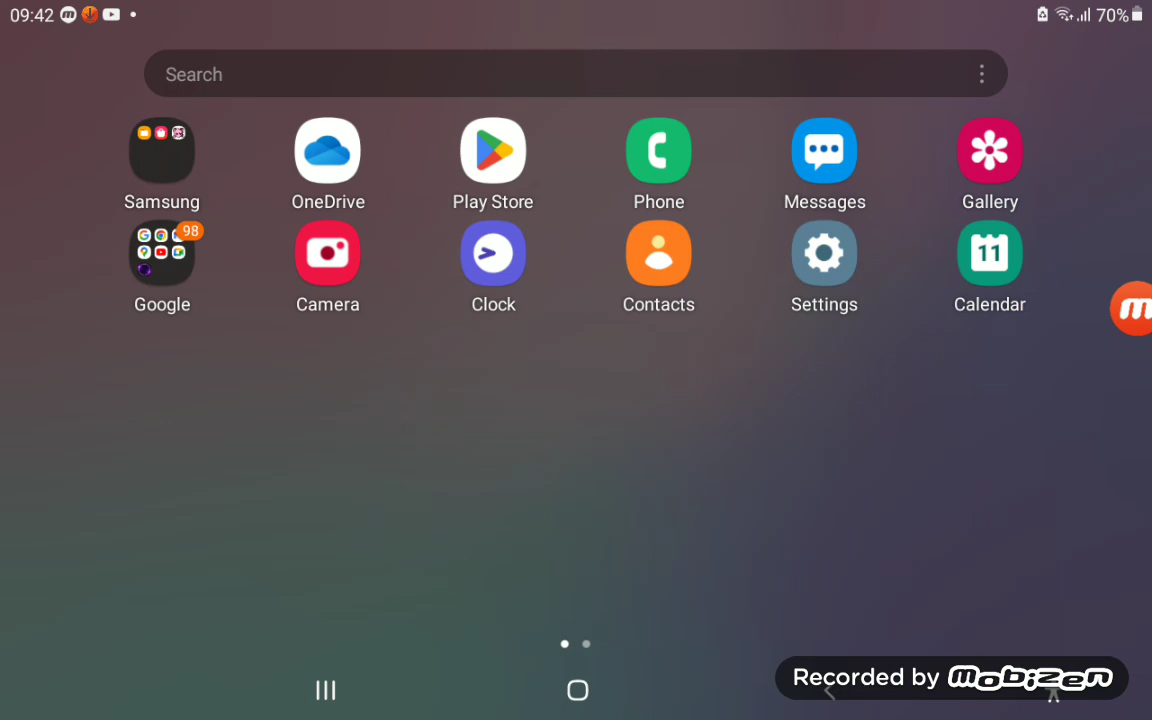 09:42 70%
Search
Samsung OneDrive Play Store Phone Messages Gallery
98
11
Google Camera Clock Contacts Settings Calendar
m
Recorded by mobizen